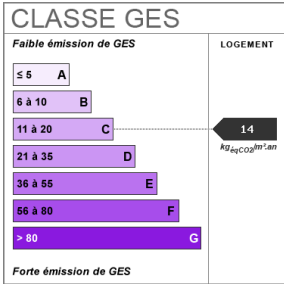 CLASSE GES
Faible émission de GES
LOGEMENT
≤ 5 A
6 à 10 B
11 à 20 C
14
kgéqCO2/m².an
21 à 35 D
36 à 55 E
56 à 80 F
> 80 G
Forte émission de GES